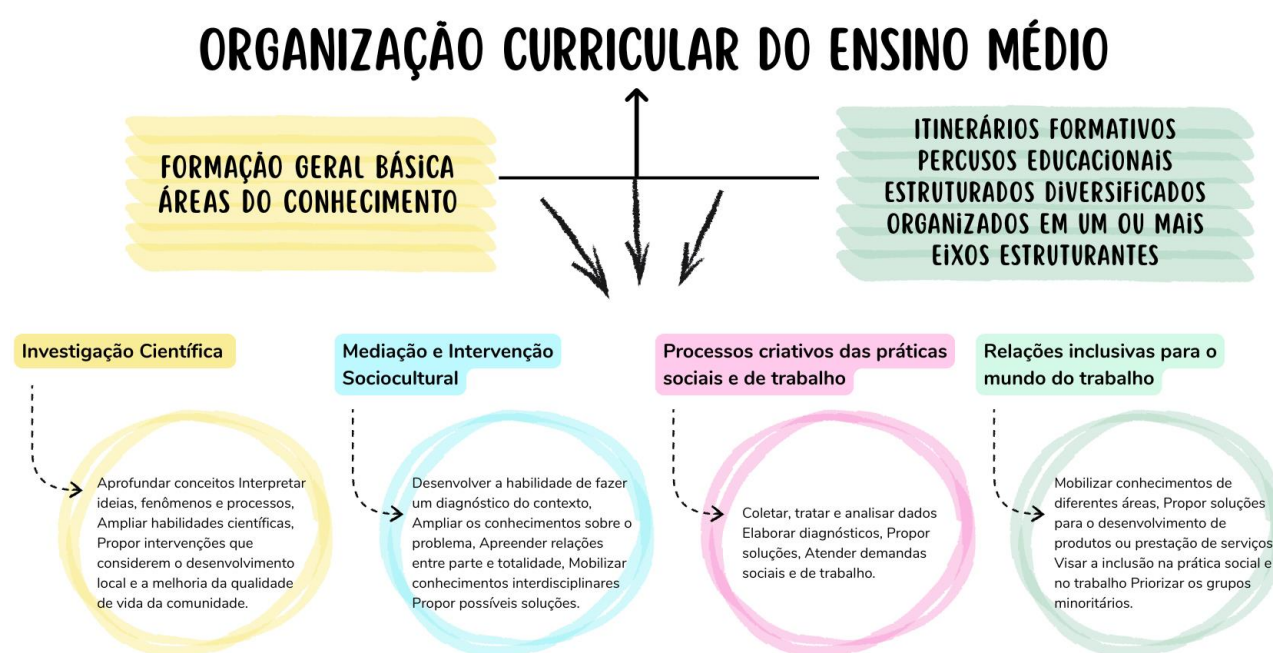 ORGANIZAÇÃO CURRICULAR DO ENSINO MÉDIO
FORMAÇÃO GERAL BÁSICA
ÁREAS DO CONHECIMENTO
ITINERÁRIOS FORMATIVOS
PERCUSOS EDUCACIONAIS
ESTRUTURADOS DIVERSIFICADOS
ORGANIZADOS EM UM OU MAIS
EIXOS ESTRUTURANTES
Investigação Científica
Aprofundar conceitos Interpretar
ideias, fenômenos e processos,
Ampliar habilidades científicas,
Propor intervenções que
considerem o desenvolvimento
local e a melhoria da qualidade
de vida da comunidade.
Mediação e Intervenção
Sociocultural
Desenvolver a habilidade de fazer
um diagnóstico do contexto,
Ampliar os conhecimentos sobre o
problema, Apreender relações
entre parte e totalidade, Mobilizar
conhecimentos interdisciplinares
Propor possíveis soluções.
Processos criativos das práticas
sociais e de trabalho
Coletar, tratar e analisar dados
Elaborar diagnósticos, Propor
soluções, Atender demandas
sociais e de trabalho.
Relações inclusivas para o
mundo do trabalho
Mobilizar conhecimentos de
diferentes áreas, Propor soluções
para o desenvolvimento de
produtos ou prestação de serviços
Visar a inclusão na prática social e
no trabalho Priorizar os grupos
minoritários.